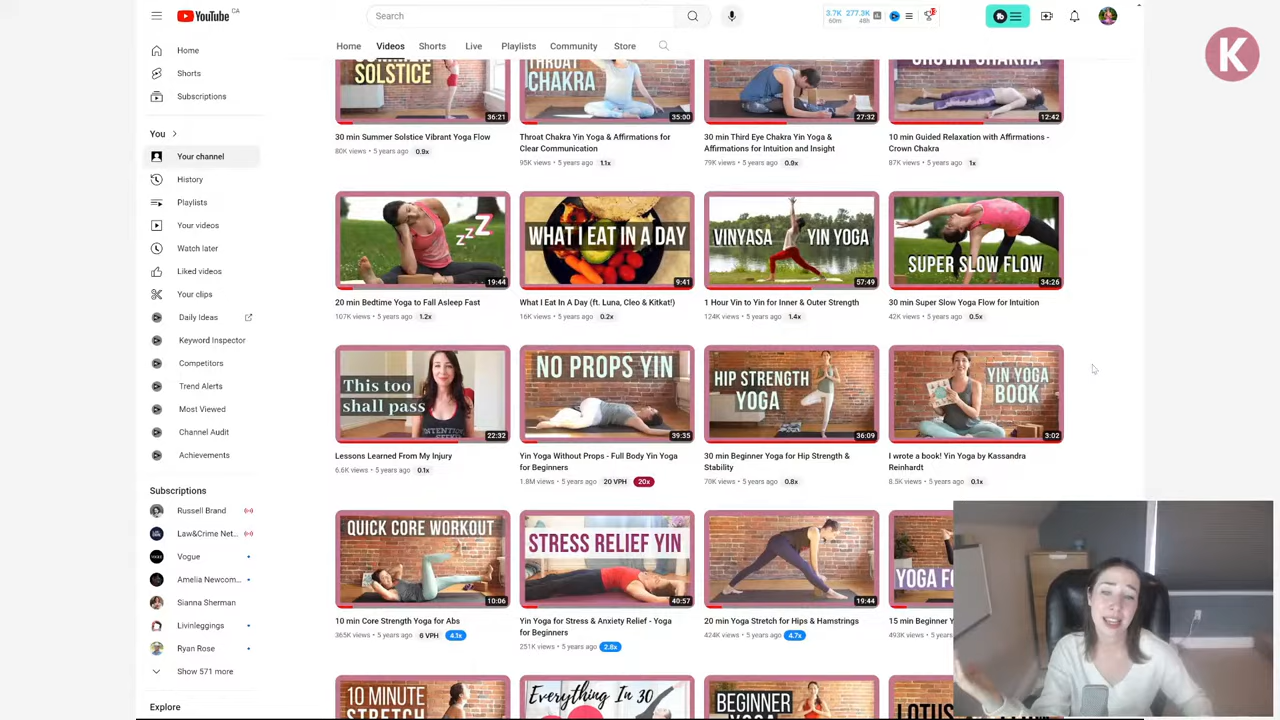 YouTube CA
Search
3.7K 277.3K
60m 48h
K
Home Videos Shorts Live Playlists Community Store
Home
Shorts
Subscriptions
You
Your channel
History
Playlists
Your videos
Watch later
Liked videos
Your clips
Daily Ideas
Keyword Inspector
Competitors
Trend Alerts
Most Viewed
Channel Audit
Achievements
Subscriptions
Russell Brand
Law&Crime Net...
Vogue
Amelia Newcom...
Sianna Sherman
Livinleggings
Ryan Rose
Show 571 more
Explore
SOLSTICE
36:21
30 min Summer Solstice Vibrant Yoga Flow
80K views • 5 years ago 0.9x
THROAT
CHAKRA
35:00
Throat Chakra Yin Yoga & Affirmations for
Clear Communication
95K views • 5 years ago 1.1x
27:32
30 min Third Eye Chakra Yin Yoga &
Affirmations for Intuition and Insight
79K views • 5 years ago 0.9x
CROWN CHAKRA
12:42
10 min Guided Relaxation with Affirmations -
Crown Chakra
87K views • 5 years ago 1x
zzZ
19:44
20 min Bedtime Yoga to Fall Asleep Fast
107K views • 5 years ago 1.2x
WHAT I EAT IN A DAY
9:41
What I Eat In A Day (ft. Luna, Cleo & Kitkat!)
16K views • 5 years ago 0.2x
VINYASA YIN YOGA
57:49
1 Hour Vin to Yin for Inner & Outer Strength
124K views • 5 years ago 1.4x
SUPER SLOW FLOW
34:26
30 min Super Slow Yoga Flow for Intuition
42K views • 5 years ago 0.5x
This too
shall pass
22:32
Lessons Learned From My Injury
6.6K views • 5 years ago 0.1x
NO PROPS YIN
39:35
Yin Yoga Without Props - Full Body Yin Yoga
for Beginners
1.8M views • 5 years ago 20 VPH 20x
HIP STRENGTH
YOGA
36:09
30 min Beginner Yoga for Hip Strength &
Stability
70K views • 5 years ago 0.8x
YIN YOGA
BOOK
3:02
I wrote a book! Yin Yoga by Kassandra
Reinhardt
8.5K views • 5 years ago 0.1x
QUICK CORE WORKOUT
10:06
10 min Core Strength Yoga for Abs
365K views • 5 years ago 6 VPH 4.1x
STRESS RELIEF YIN
40:57
Yin Yoga for Stress & Anxiety Relief - Yoga
for Beginners
251K views • 5 years ago 2.8x
19:44
20 min Yoga Stretch for Hips & Hamstrings
424K views • 5 years ago 4.7x
YOGA FO
15 min Beginner Y
493K views • 5 yea
10 MINUTE
STRETCH
Everything In 30
BEGINNER
YOGA